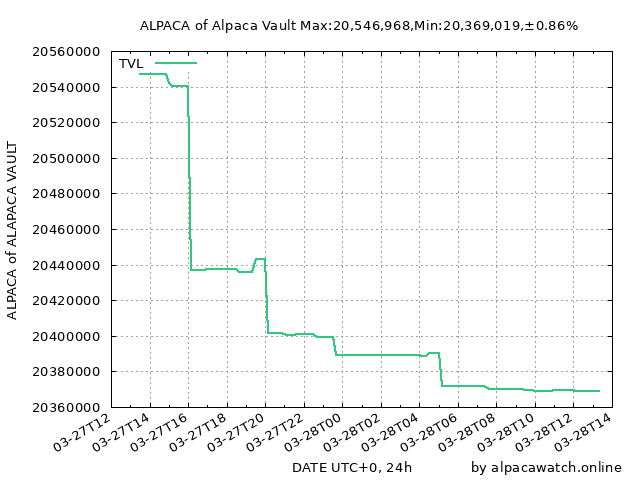 ALPACA of Alpaca Vault Max:20,546,968,Min:20,369,019,±0.86%
TVL
20560000
20540000
20520000
20500000
20480000
20460000
20440000
20420000
20400000
20380000
20360000
ALPACA of ALAPACA VAULT
03-27T12
03-27T14
03-27T16
03-27T18
03-27T20
03-27T22
03-28T00
03-28T02
03-28T04
03-28T06
03-28T08
03-28T10
03-28T12
03-28T14
DATE UTC+0, 24h
by alpacawatch.online